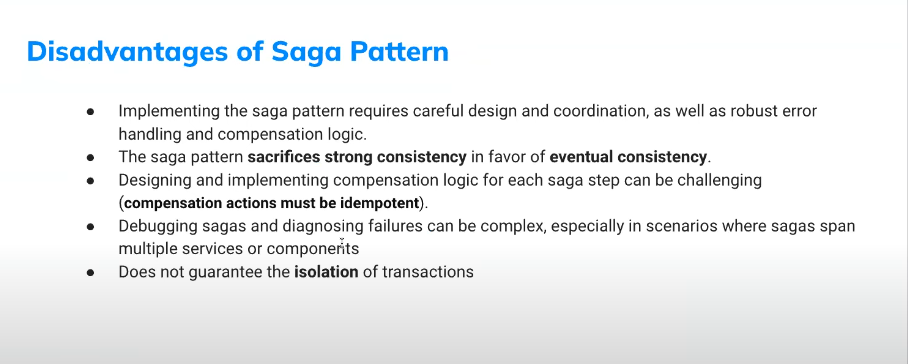 Disadvantages of Saga Pattern
● Implementing the saga pattern requires careful design and coordination, as well as robust error
handling and compensation logic.
● The saga pattern sacrifices strong consistency in favor of eventual consistency.
● Designing and implementing compensation logic for each saga step can be challenging
(compensation actions must be idempotent).
● Debugging sagas and diagnosing failures can be complex, especially in scenarios where sagas span
multiple services or components
● Does not guarantee the isolation of transactions